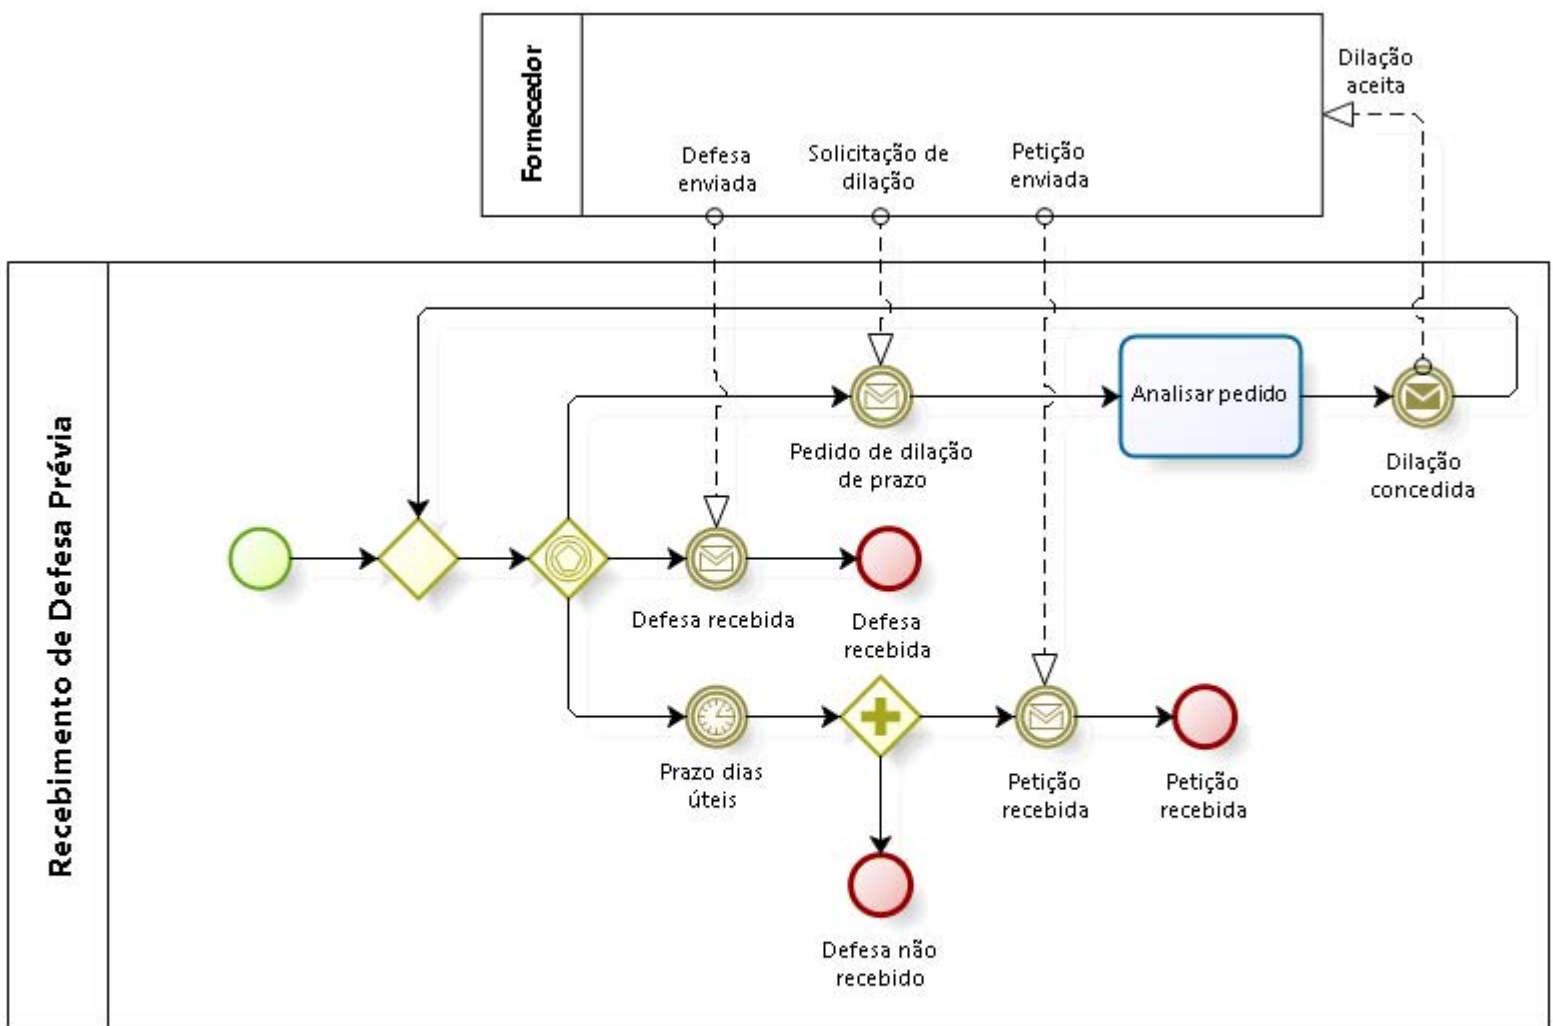 Fornecedor
Dilação
aceita
Defesa
enviada
Solicitação de
dilação
Petição
enviada
Recebimento de Defesa Prévia
Analisar pedido
Pedido de dilação
de prazo
Dilação
concedida
Defesa recebida
Defesa
recebida
Prazo dias
úteis
Petição
recebida
Petição
recebida
Defesa não
recebido